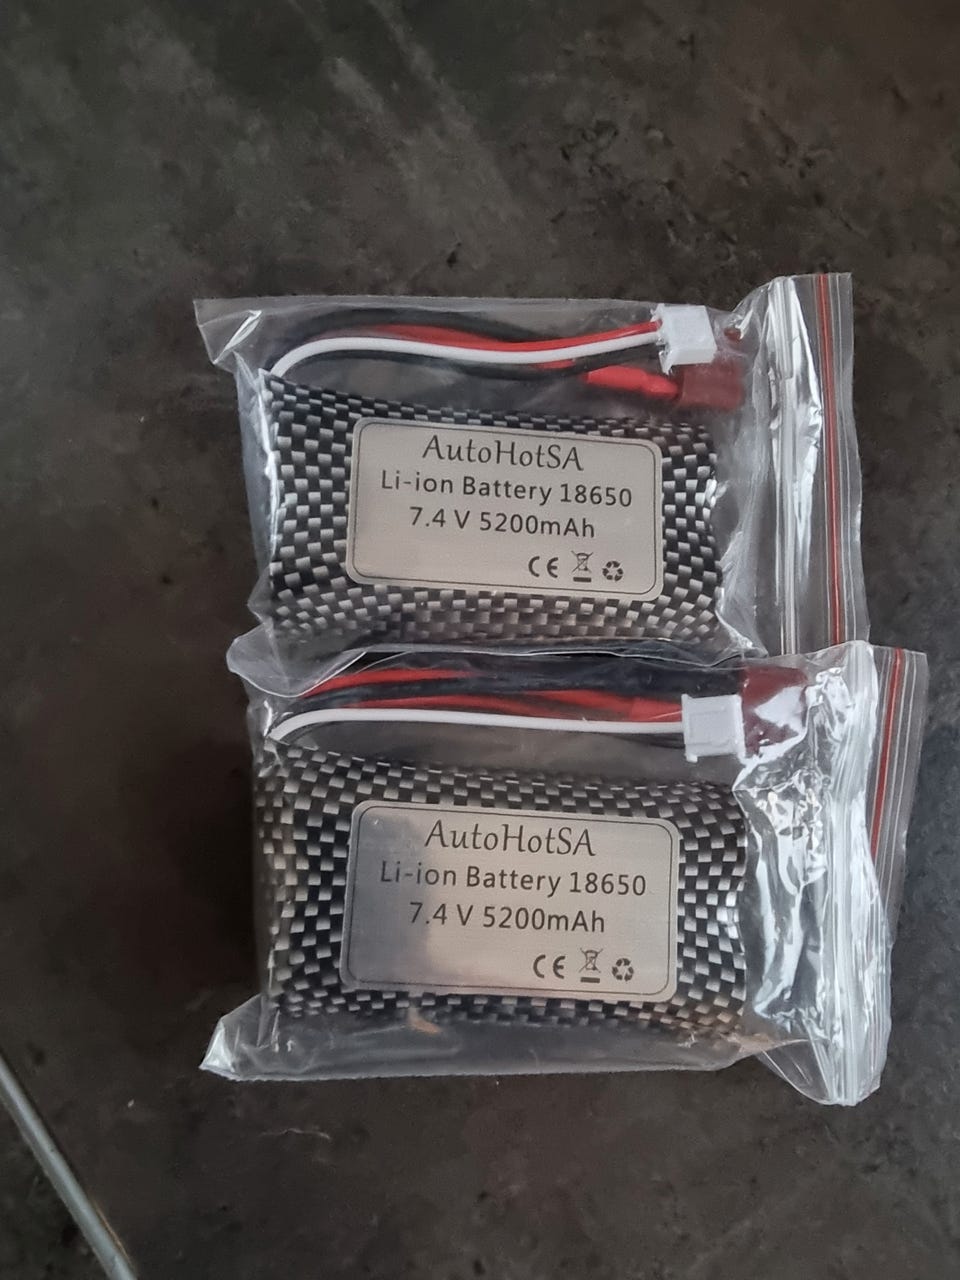 AutoHotSA
Li-ion Battery 18650
7.4 V 5200mAh
CE
AutoHotSA
Li-ion Battery 18650
7.4 V 5200mAh
CE